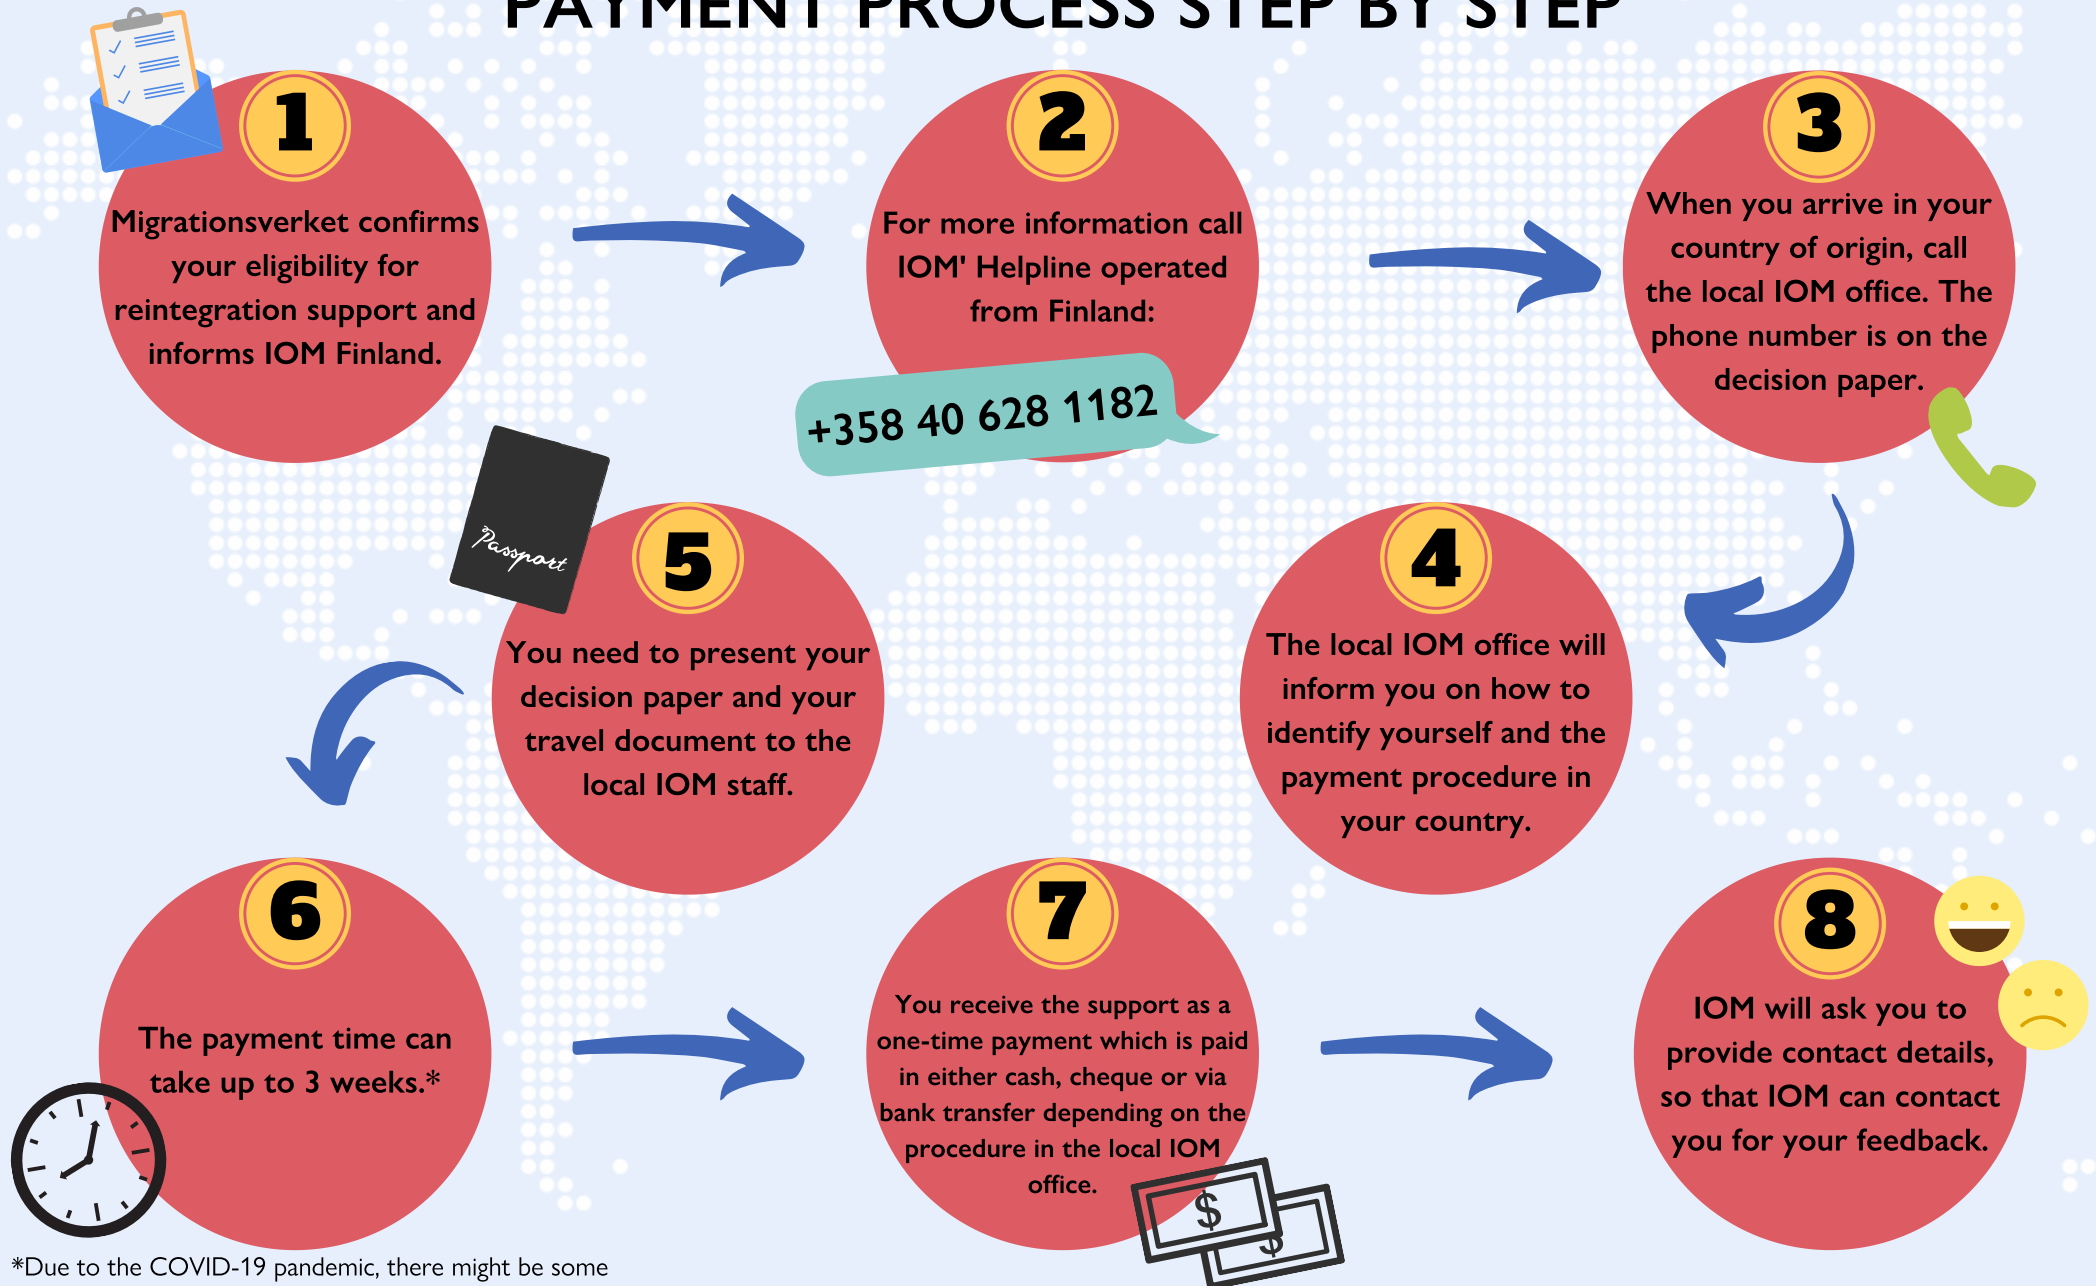 PAYMENT PROCESS STEP BY STEP
1
Migrationsverket confirms
your eligibility for
reintegration support and
informs IOM Finland.
2
For more information call
IOM' Helpline operated
from Finland:
+358 40 628 1182
3
When you arrive in your
country of origin, call
the local IOM office. The
phone number is on the
decision paper.
4
The local IOM office will
inform you on how to
identify yourself and the
payment procedure in
your country.
Passport
5
You need to present your
decision paper and your
travel document to the
local IOM staff.
6
The payment time can
take up to 3 weeks.*
7
You receive the support as a
one-time payment which is paid
in either cash, cheque or via
bank transfer depending on the
procedure in the local IOM
office.
$
$
8
IOM will ask you to
provide contact details,
so that IOM can contact
you for your feedback.
*Due to the COVID-19 pandemic, there might be some